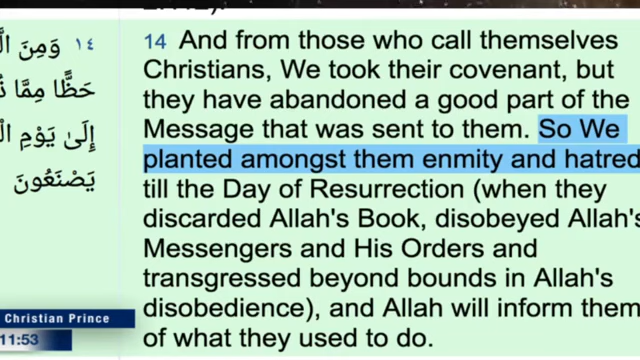 14 And from those who call themselves
Christians, We took their covenant, but
they have abandoned a good part of the
Message that was sent to them. So We
planted amongst them enmity and hatred
till the Day of Resurrection (when they
discarded Allah's Book, disobeyed Allah's
Messengers and His Orders and
transgressed beyond bounds in Allah's
disobedience), and Allah will inform them
of what they used to do.
١٤ وَمِنَ
حَظًّا مِمَّا
إِلَىٰ يَوْمِ
يَصْنَعُونَ
Christian Prince
11:53